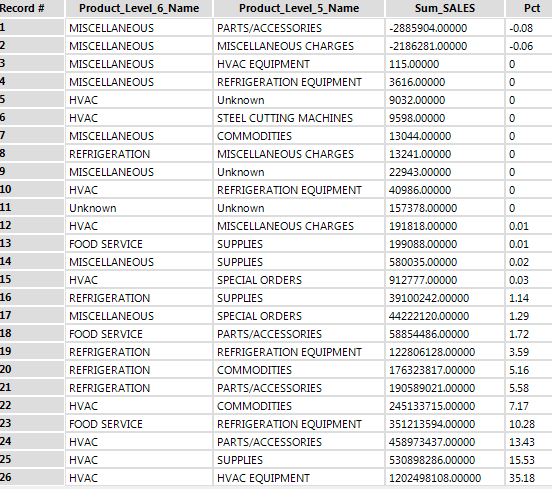 Record # Product_Level_6_Name Product_Level_5_Name Sum_SALES Pct
1 MISCELLANEOUS PARTS/ACCESSORIES -2885904.00000 -0.08
2 MISCELLANEOUS MISCELLANEOUS CHARGES -2186281.00000 -0.06
3 MISCELLANEOUS HVAC EQUIPMENT 115.00000 0
4 MISCELLANEOUS REFRIGERATION EQUIPMENT 3616.00000 0
5 HVAC Unknown 9032.00000 0
6 HVAC STEEL CUTTING MACHINES 9598.00000 0
7 MISCELLANEOUS COMMODITIES 13044.00000 0
8 REFRIGERATION MISCELLANEOUS CHARGES 13241.00000 0
9 MISCELLANEOUS Unknown 22943.00000 0
10 HVAC REFRIGERATION EQUIPMENT 40986.00000 0
11 Unknown Unknown 157378.00000 0
12 HVAC MISCELLANEOUS CHARGES 191818.00000 0.01
13 FOOD SERVICE SUPPLIES 199088.00000 0.01
14 MISCELLANEOUS SUPPLIES 580035.00000 0.02
15 HVAC SPECIAL ORDERS 912777.00000 0.03
16 REFRIGERATION SUPPLIES 39100242.00000 1.14
17 MISCELLANEOUS SPECIAL ORDERS 44222120.00000 1.29
18 FOOD SERVICE PARTS/ACCESSORIES 58854486.00000 1.72
19 REFRIGERATION REFRIGERATION EQUIPMENT 122806128.00000 3.59
20 REFRIGERATION COMMODITIES 176323817.00000 5.16
21 REFRIGERATION PARTS/ACCESSORIES 190589021.00000 5.58
22 HVAC COMMODITIES 245133715.00000 7.17
23 FOOD SERVICE REFRIGERATION EQUIPMENT 351213594.00000 10.28
24 HVAC PARTS/ACCESSORIES 458973437.00000 13.43
25 HVAC SUPPLIES 530898286.00000 15.53
26 HVAC HVAC EQUIPMENT 1202498108.00000 35.18